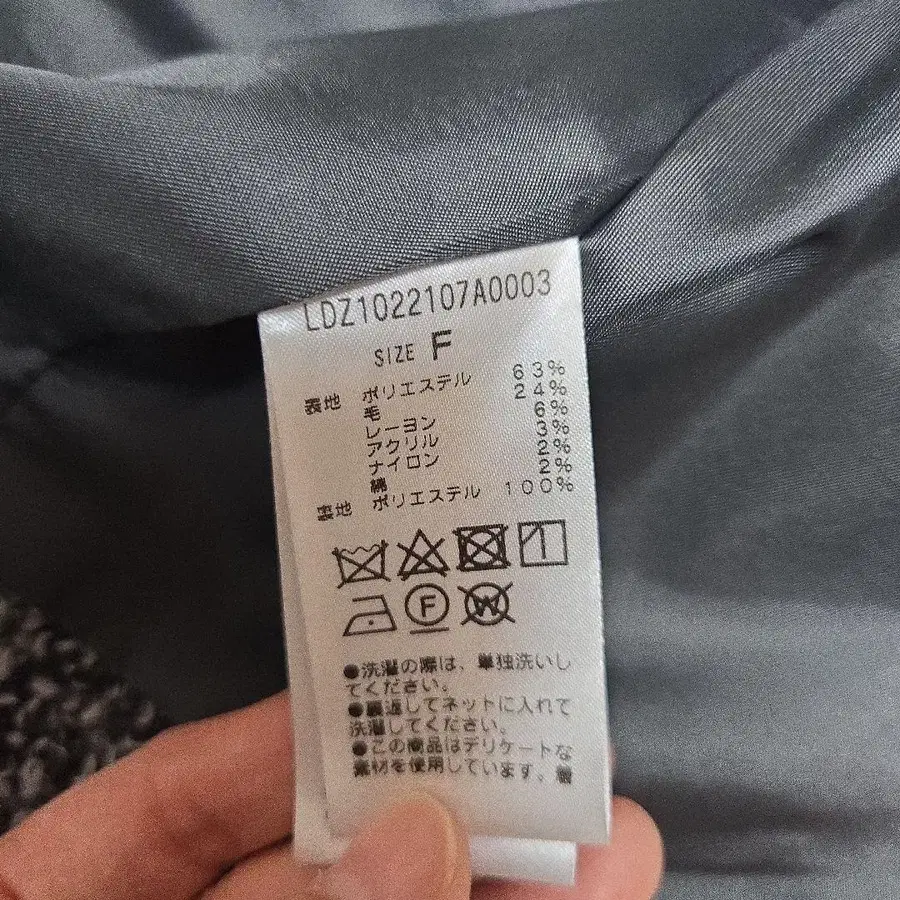 LDZ1022107A0003
SIZE F
表地 ポリエステル 63%
毛 24%
レーヨン 6%
アクリル 3%
ナイロン 2%
綿 2%
裏地 ポリエステル 100%
F
W
●洗濯の際は、単独洗いし
てください。
●裏返してネットに入れて
洗濯してください。
●この商品はデリケートな
素材を使用しています。着